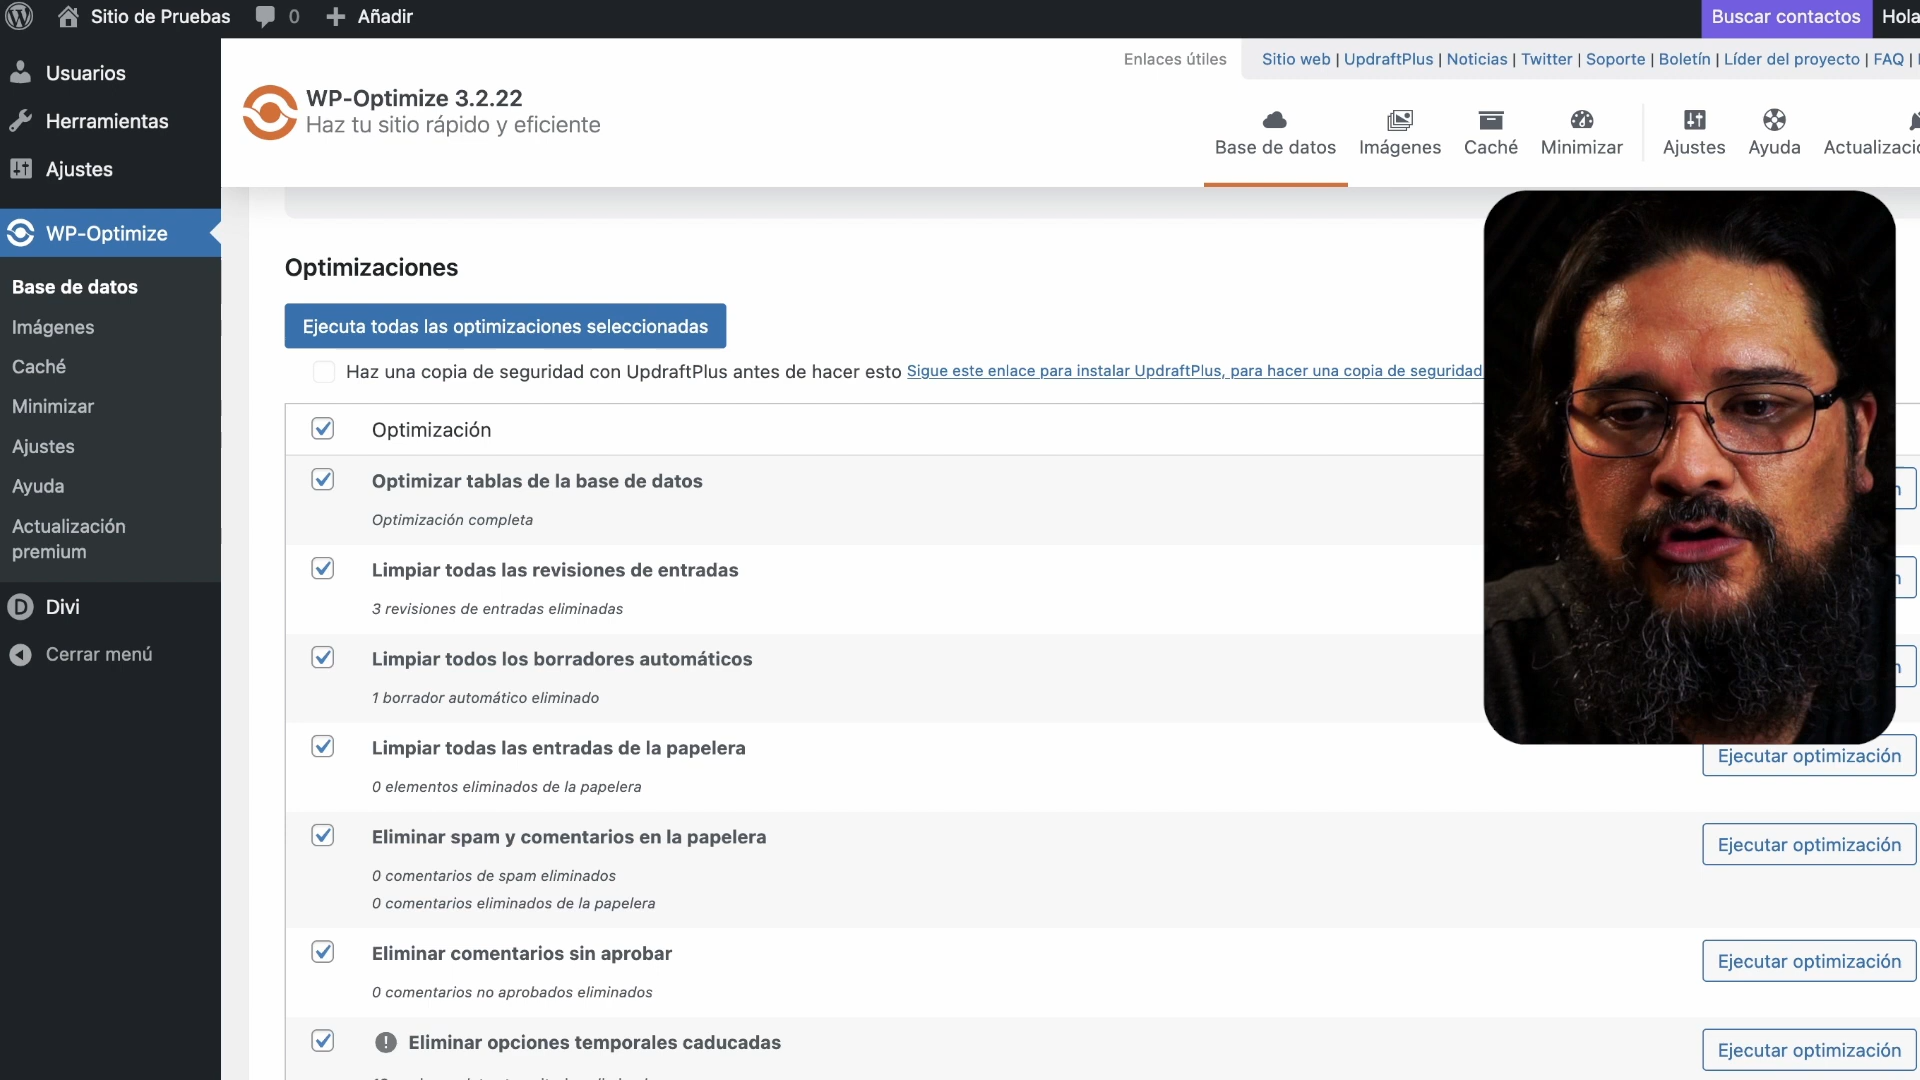 Sitio de Pruebas
0
Añadir
Buscar contactos
Hola
Usuarios
Herramientas
Ajustes
WP-Optimize
Base de datos
Imágenes
Caché
Minimizar
Ajustes
Ayuda
Actualización
premium
Divi
Cerrar menú
Enlaces útiles
Sitio web | UpdraftPlus | Noticias | Twitter | Soporte | Boletín | Líder del proyecto | FAQ |
WP-Optimize 3.2.22
Haz tu sitio rápido y eficiente
Base de datos
Imágenes
Caché
Minimizar
Ajustes
Ayuda
Optimizaciones
Ejecuta todas las optimizaciones seleccionadas
Haz una copia de seguridad con UpdraftPlus antes de hacer esto Sigue este enlace para instalar UpdraftPlus, para hacer una copia de seguridad
Optimización
Optimizar tablas de la base de datos
Optimización completa
Limpiar todas las revisiones de entradas
3 revisiones de entradas eliminadas
Limpiar todos los borradores automáticos
1 borrador automático eliminado
Limpiar todas las entradas de la papelera
Ejecutar optimización
0 elementos eliminados de la papelera
Eliminar spam y comentarios en la papelera
Ejecutar optimización
0 comentarios de spam eliminados
0 comentarios eliminados de la papelera
Eliminar comentarios sin aprobar
Ejecutar optimización
0 comentarios no aprobados eliminados
Eliminar opciones temporales caducadas
Ejecutar optimización